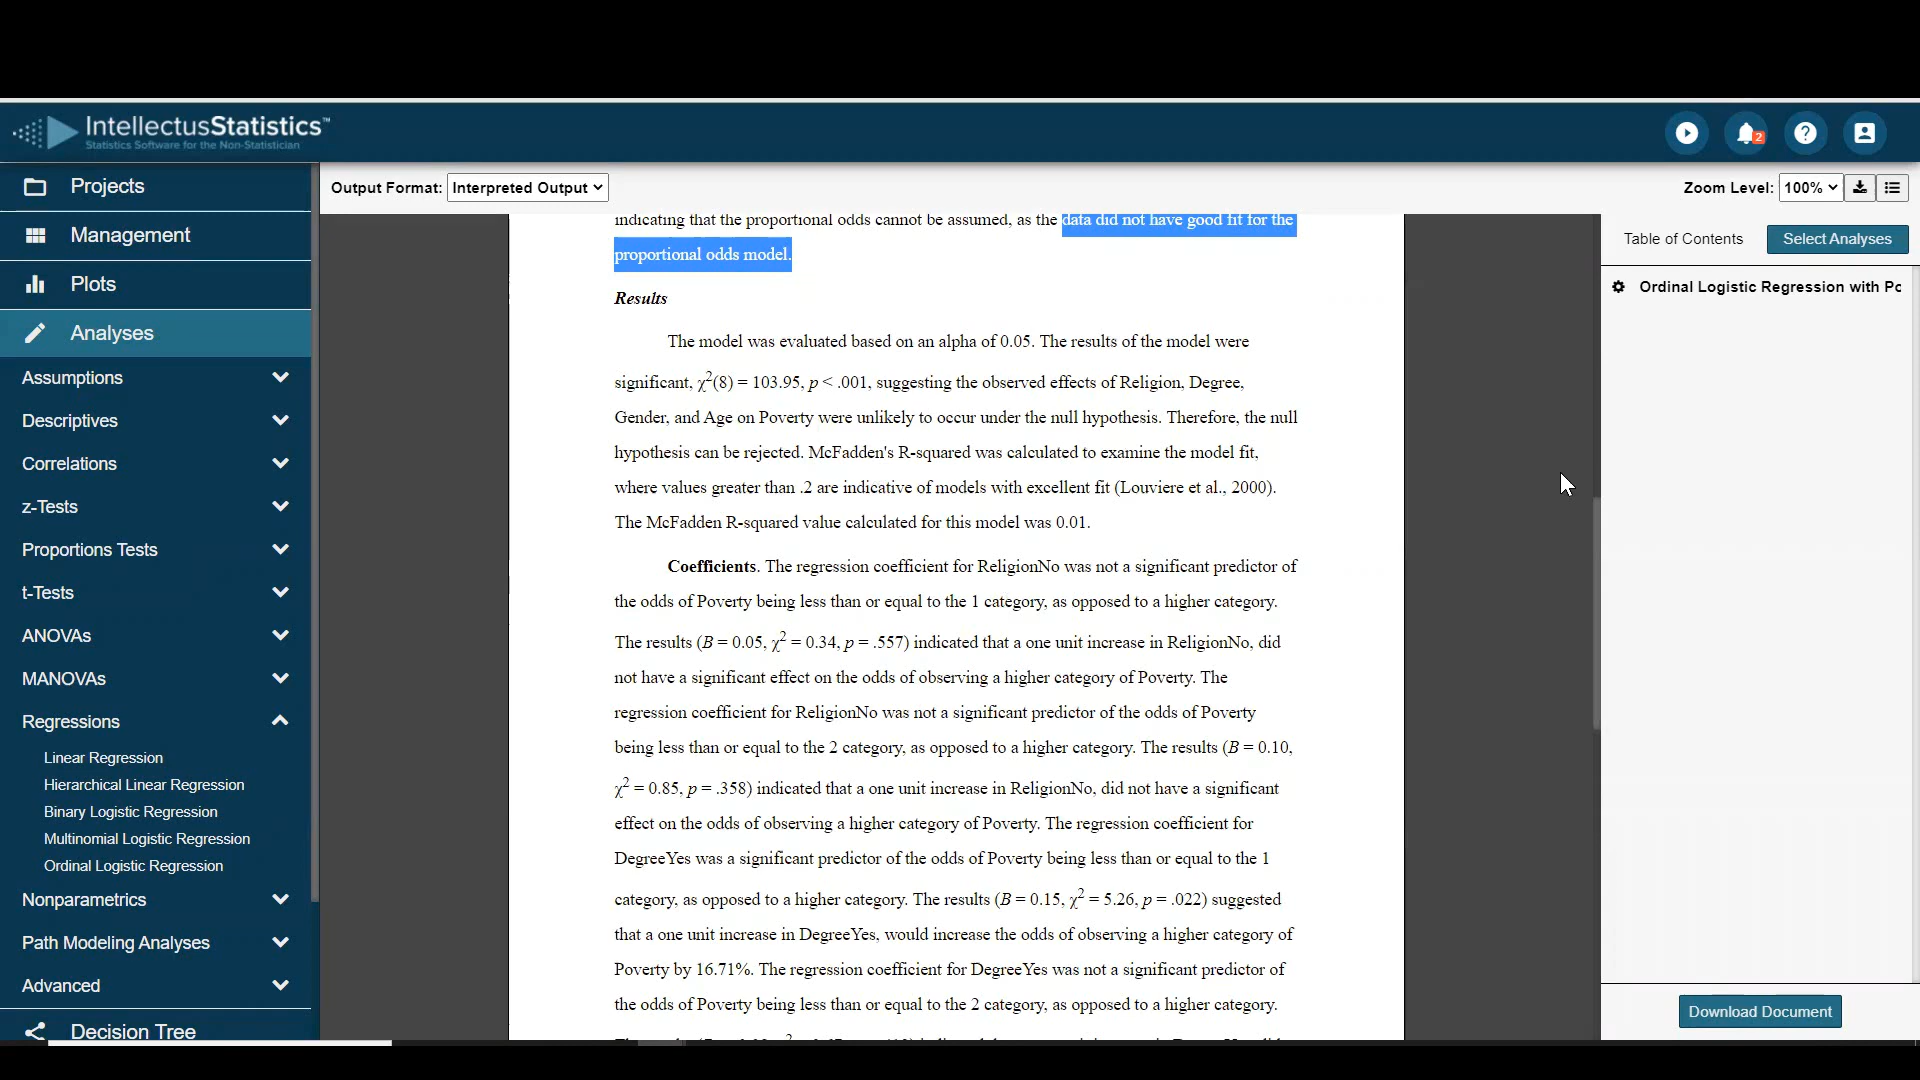 IntellectusStatistics™
Statistics Software for the Non-Statistician
2
Projects
Management
Plots
Analyses
Assumptions
Descriptives
Correlations
z-Tests
Proportions Tests
t-Tests
ANOVAs
MANOVAs
Regressions
Linear Regression
Hierarchical Linear Regression
Binary Logistic Regression
Multinomial Logistic Regression
Ordinal Logistic Regression
Nonparametrics
Path Modeling Analyses
Advanced
Decision Tree
Output Format: Interpreted Output
Zoom Level: 100%
indicating that the proportional odds cannot be assumed, as the data did not have good fit for the
proportional odds model.
Results
The model was evaluated based on an alpha of 0.05. The results of the model were
significant, χ²(8) = 103.95, p < .001, suggesting the observed effects of Religion, Degree,
Gender, and Age on Poverty were unlikely to occur under the null hypothesis. Therefore, the null
hypothesis can be rejected. McFadden's R-squared was calculated to examine the model fit,
where values greater than .2 are indicative of models with excellent fit (Louviere et al., 2000).
The McFadden R-squared value calculated for this model was 0.01.
Coefficients. The regression coefficient for ReligionNo was not a significant predictor of
the odds of Poverty being less than or equal to the 1 category, as opposed to a higher category.
The results (B = 0.05, χ² = 0.34, p = .557) indicated that a one unit increase in ReligionNo, did
not have a significant effect on the odds of observing a higher category of Poverty. The
regression coefficient for ReligionNo was not a significant predictor of the odds of Poverty
being less than or equal to the 2 category, as opposed to a higher category. The results (B = 0.10,
χ² = 0.85, p = .358) indicated that a one unit increase in ReligionNo, did not have a significant
effect on the odds of observing a higher category of Poverty. The regression coefficient for
DegreeYes was a significant predictor of the odds of Poverty being less than or equal to the 1
category, as opposed to a higher category. The results (B = 0.15, χ² = 5.26, p = .022) suggested
that a one unit increase in DegreeYes, would increase the odds of observing a higher category of
Poverty by 16.71%. The regression coefficient for DegreeYes was not a significant predictor of
the odds of Poverty being less than or equal to the 2 category, as opposed to a higher category.
Table of Contents
Select Analyses
Ordinal Logistic Regression with Po
Download Document